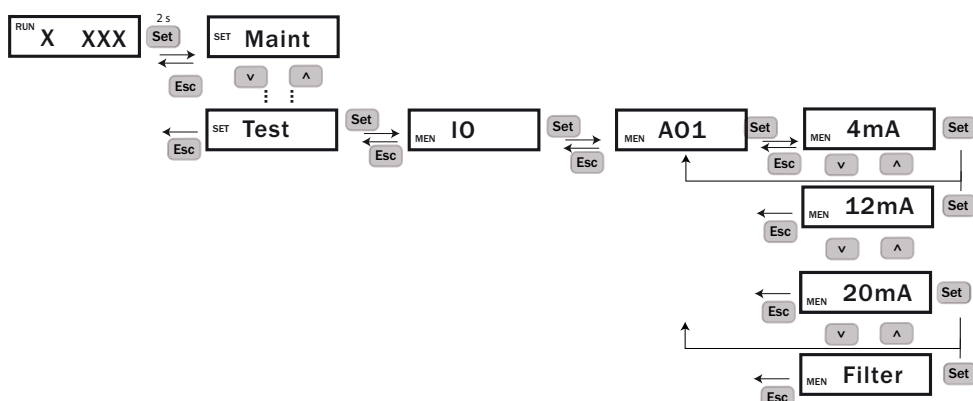 2 s
RUN X XXX Set SET Maint
Esc v ʌ
SET Test Set MEN IO Set MEN AO1 Set MEN 4mA Set
Esc Esc Esc Esc v ʌ
MEN 12mA Set
Esc
v ʌ
MEN 20mA Set
Esc
v ʌ
MEN Filter Set
Esc